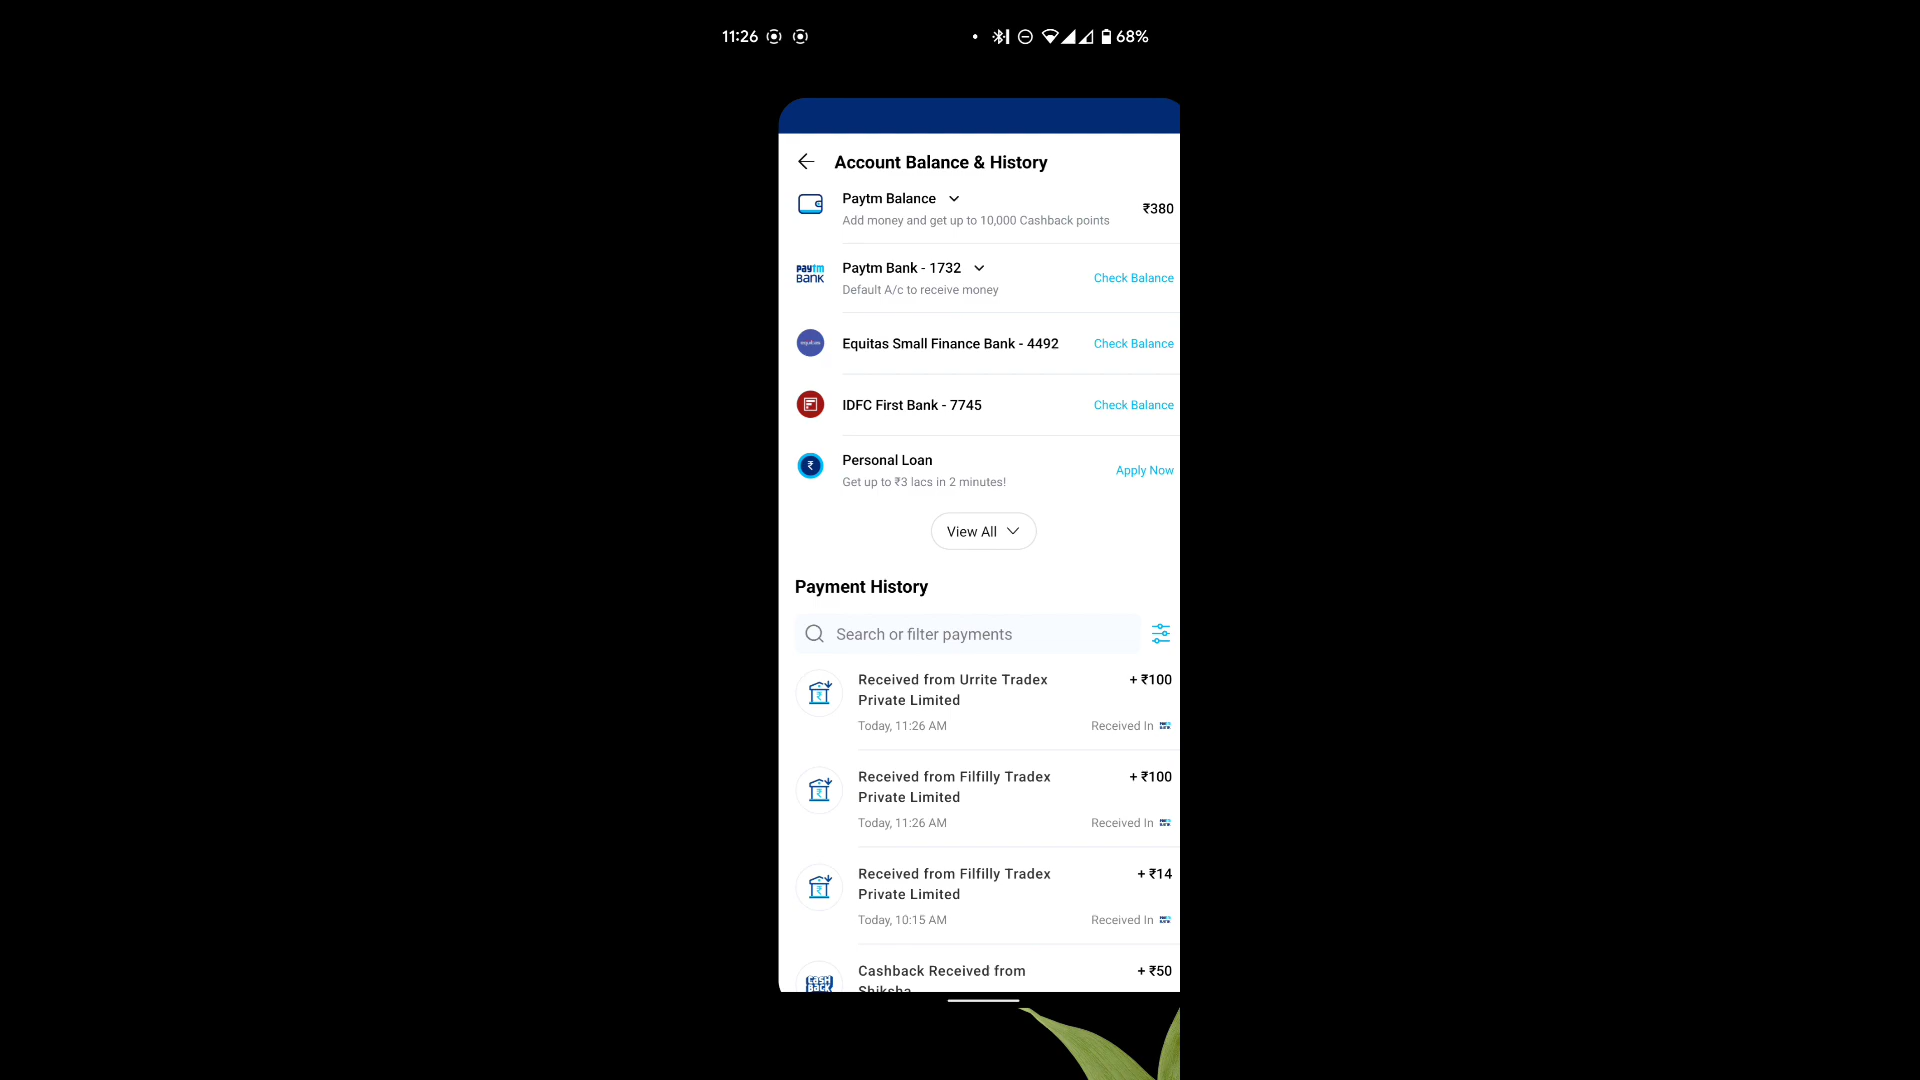 11:26 68%
Account Balance & History
Paytm Balance
₹380
Add money and get up to 10,000 Cashback points
paytm
BANK
Paytm Bank - 1732
Check Balance
Default A/c to receive money
equitas
Equitas Small Finance Bank - 4492
Check Balance
IDFC First Bank - 7745
Check Balance
₹
Personal Loan
Apply Now
Get up to ₹3 lacs in 2 minutes!
View All
Payment History
Search or filter payments
Received from Urrite Tradex
+ ₹100
Private Limited
Today, 11:26 AM
Received In
Received from Filfilly Tradex
+ ₹100
Private Limited
Today, 11:26 AM
Received In
Received from Filfilly Tradex
+ ₹14
Private Limited
Today, 10:15 AM
Received In
CASH
BACK
Cashback Received from
+ ₹50
Shiksha